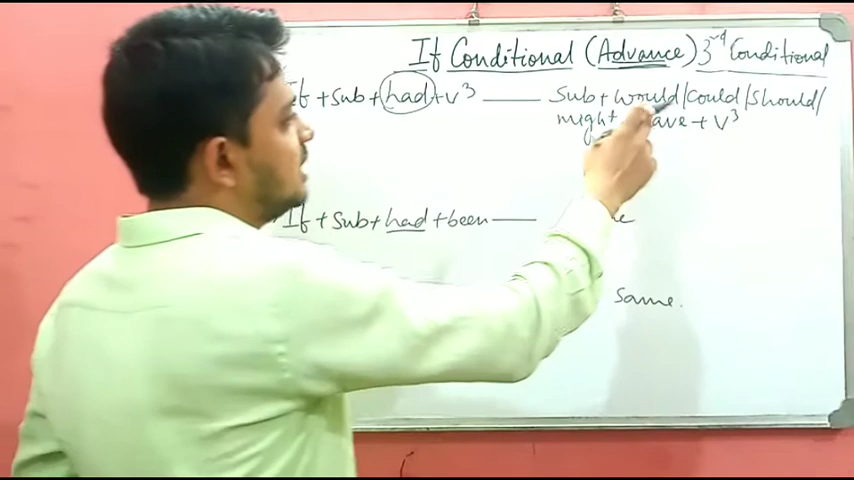 If Conditional (Advance) 3rd Conditional
If + Sub + had + V3 —— Sub + would/could/should/
might have + V3
If + Sub + had + been ——
Same.